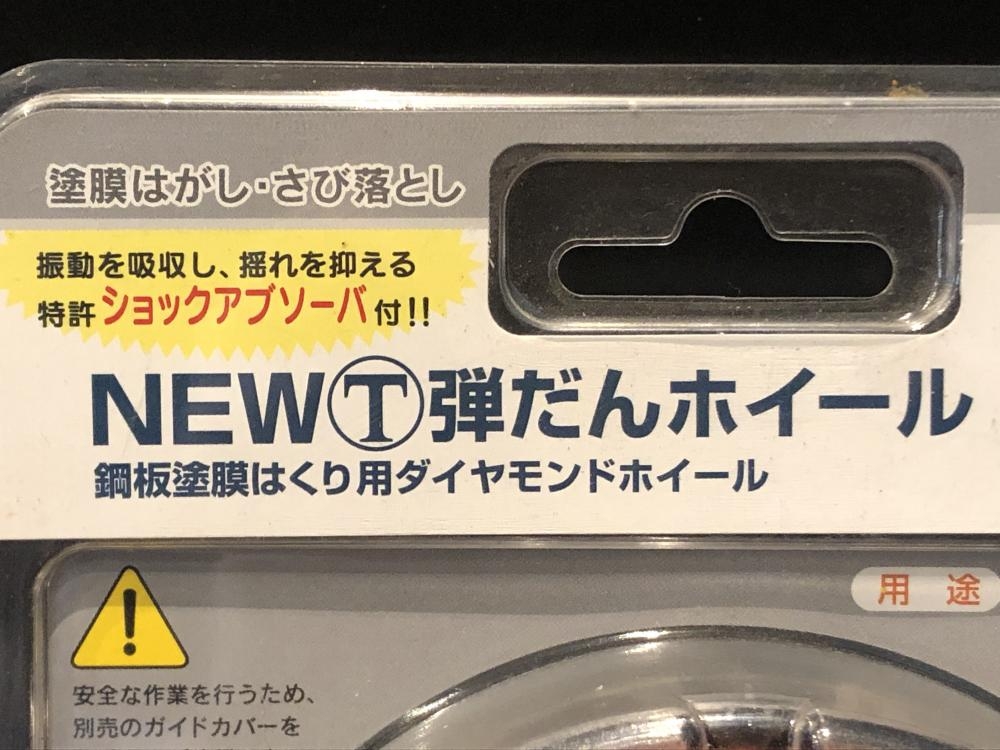 塗膜はがし・さび落とし
振動を吸収し、揺れを抑える
特許ショックアブソーバ付!!
NEWⓉ弾だんホイール
鋼板塗膜はくり用ダイヤモンドホイール
用途
安全な作業を行うため、
別売のガイドカバーを